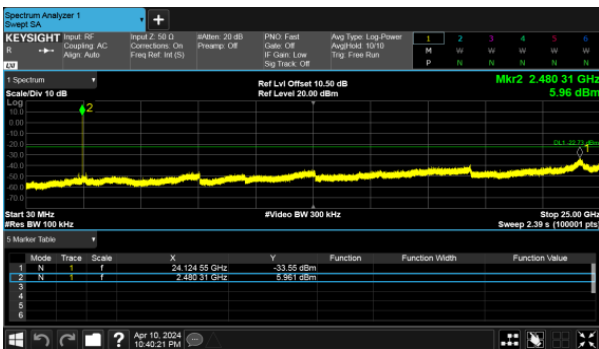 Spectrum Analyzer 1
Swept SA
KEYSIGHT Input: RF Input Z: 50 Ω #Atten: 20 dB PNO: Fast Avg Type: Log-Power 1 2 3 4 5 6
R Coupling: AC Corrections: On Preamp: Off Gate: Off Avg|Hold: 10/10 M W W W W W
Align: Auto Freq Ref: Int (S) IF Gain: Low Trig: Free Run P N N N N N
LXI Sig Track: Off
1 Spectrum Ref Lvl Offset 10.50 dB Mkr2 2.480 31 GHz
Scale/Div 10 dB Ref Level 20.00 dBm 5.96 dBm
Log
10.0 2
0.00
-10.0
-20.0 DL1 -22.73 dBm
-30.0 1
-40.0
-50.0
-60.0
-70.0
Start 30 MHz #Video BW 300 kHz Stop 25.00 GHz
#Res BW 100 kHz Sweep 2.39 s (100001 pts)
5 Marker Table
Mode Trace Scale X Y Function Function Width Function Value
1 N 1 f 24.124 55 GHz -33.55 dBm
2 N 1 f 2.480 31 GHz 5.961 dBm
3
4
5
6
? Apr 10, 2024
10:40:21 PM